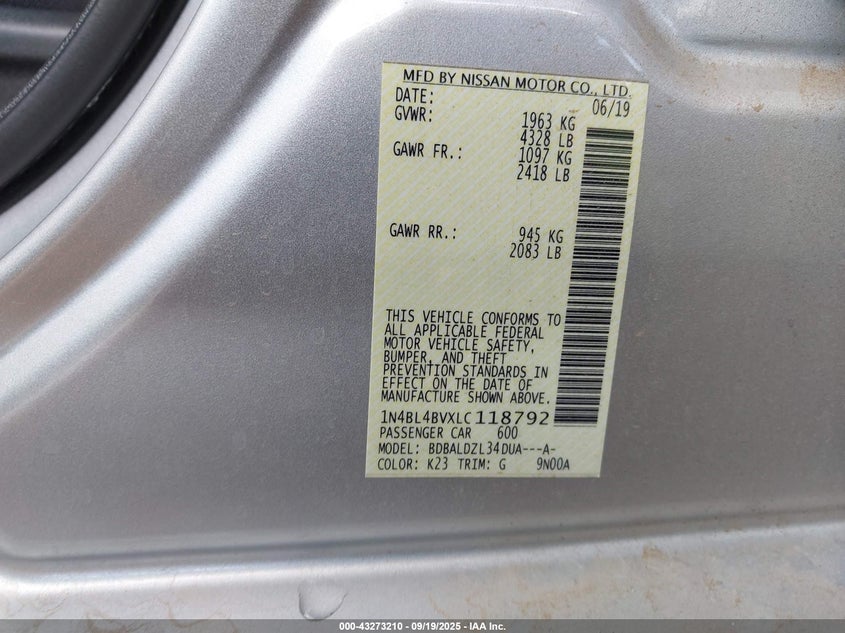 MFD BY NISSAN MOTOR CO., LTD.
DATE: 06/19
GVWR: 1963 KG
4328 LB
GAWR FR.: 1097 KG
2418 LB
GAWR RR.: 945 KG
2083 LB
THIS VEHICLE CONFORMS TO
ALL APPLICABLE FEDERAL
MOTOR VEHICLE SAFETY,
BUMPER, AND THEFT
PREVENTION STANDARDS IN
EFFECT ON THE DATE OF
MANUFACTURE SHOWN ABOVE.
1N4BL4BVXLC118792
PASSENGER CAR 600
MODEL: BDBALDZL34DUA---A-
COLOR: K23 TRIM: G 9N00A
000-43273210 - 09/19/2025 - IAA Inc.